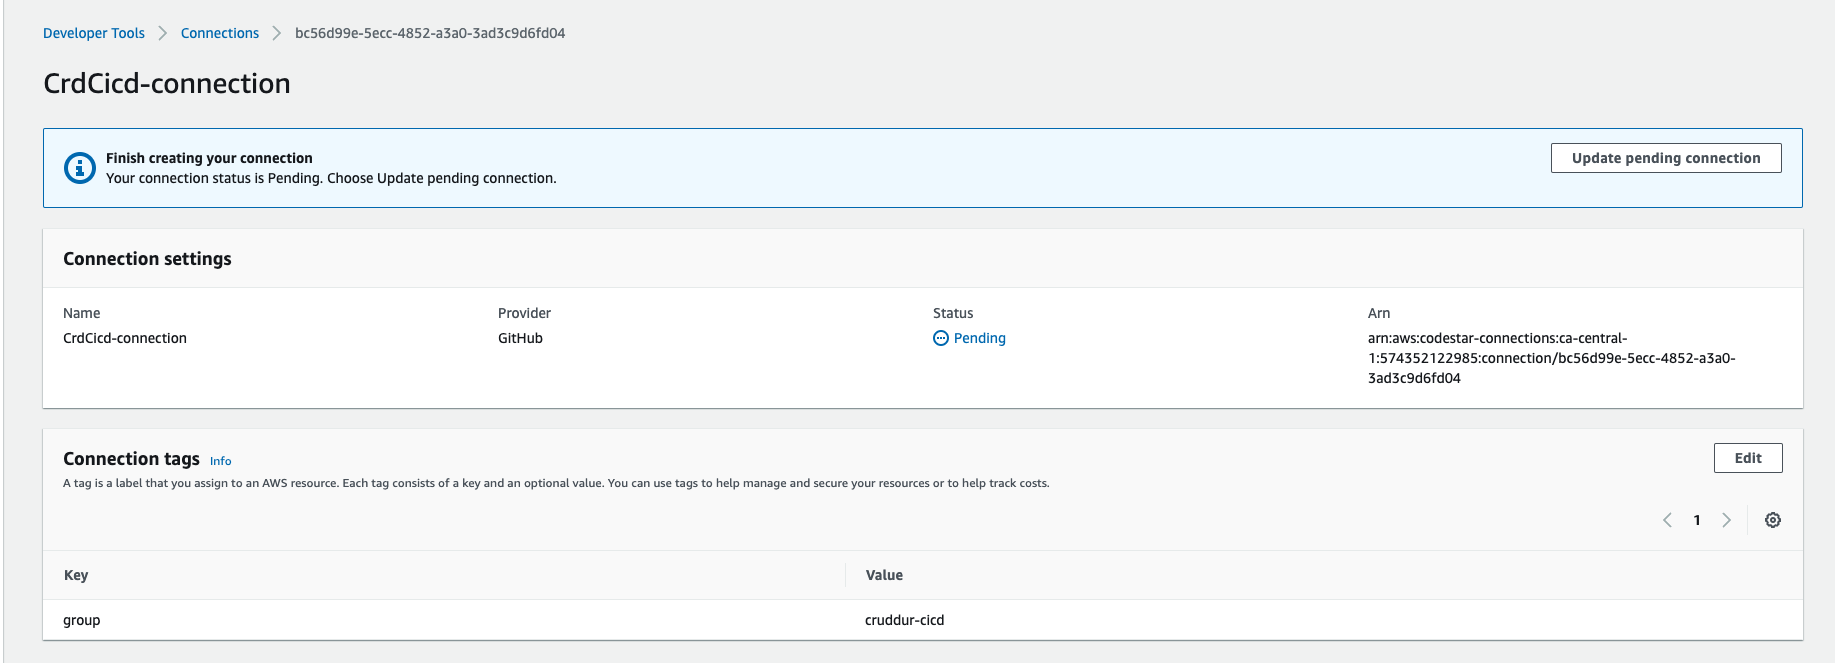 Developer Tools
Connections
bc56d99e-5ecc-4852-a3a0-3ad3c9d6fd04
CrdCicd-connection
Finish creating your connection
Your connection status is Pending. Choose Update pending connection.
Update pending connection
Connection settings
Name
CrdCicd-connection
Provider
GitHub
Status
Pending
Arn
arn:aws:codestar-connections:ca-central-
1:574352122985:connection/bc56d99e-5ecc-4852-a3a0-
3ad3c9d6fd04
Connection tags Info
Edit
A tag is a label that you assign to an AWS resource. Each tag consists of a key and an optional value. You can use tags to help manage and secure your resources or to help track costs.
1
Key Value
group cruddur-cicd